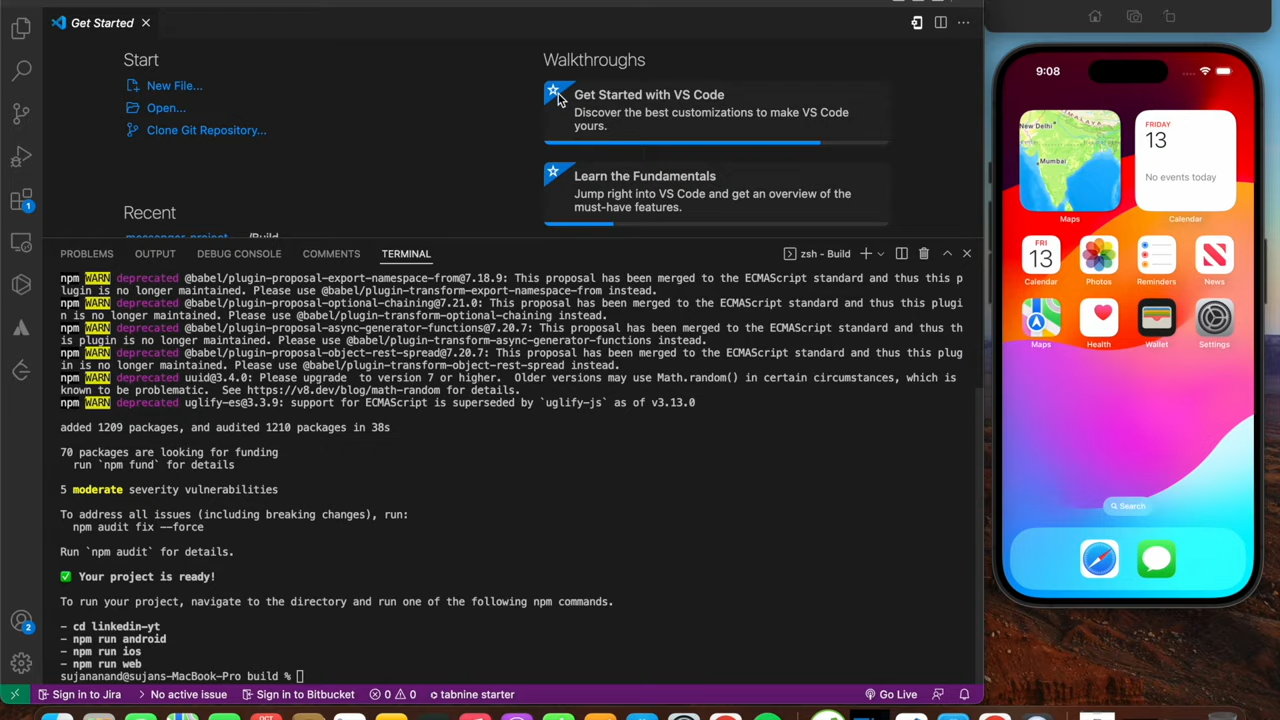 Get Started
Start
New File...
Open...
Clone Git Repository...
Recent
messenger-project ~/Build
Walkthroughs
Get Started with VS Code
Discover the best customizations to make VS Code
yours.
Learn the Fundamentals
Jump right into VS Code and get an overview of the
must-have features.
1
2
PROBLEMS
OUTPUT
DEBUG CONSOLE
COMMENTS
TERMINAL
zsh - Build
npm WARN deprecated @babel/plugin-proposal-export-namespace-from@7.18.9: This proposal has been merged to the ECMAScript standard and thus this p
lugin is no longer maintained. Please use @babel/plugin-transform-export-namespace-from instead.
npm WARN deprecated @babel/plugin-proposal-optional-chaining@7.21.0: This proposal has been merged to the ECMAScript standard and thus this plugi
n is no longer maintained. Please use @babel/plugin-transform-optional-chaining instead.
npm WARN deprecated @babel/plugin-proposal-async-generator-functions@7.20.7: This proposal has been merged to the ECMAScript standard and thus th
is plugin is no longer maintained. Please use @babel/plugin-transform-async-generator-functions instead.
npm WARN deprecated @babel/plugin-proposal-object-rest-spread@7.20.7: This proposal has been merged to the ECMAScript standard and thus this plug
in is no longer maintained. Please use @babel/plugin-transform-object-rest-spread instead.
npm WARN deprecated uuid@3.4.0: Please upgrade  to version 7 or higher.  Older versions may use Math.random() in certain circumstances, which is
known to be problematic.  See https://v8.dev/blog/math-random for details.
npm WARN deprecated uglify-es@3.3.9: support for ECMAScript is superseded by `uglify-js` as of v3.13.0
added 1209 packages, and audited 1210 packages in 38s
70 packages are looking for funding
run `npm fund` for details
5 moderate severity vulnerabilities
To address all issues (including breaking changes), run:
npm audit fix --force
Run `npm audit` for details.
✅ Your project is ready!
To run your project, navigate to the directory and run one of the following npm commands.
- cd linkedin-yt
- npm run android
- npm run ios
- npm run web
sujananand@sujans-MacBook-Pro build %
Sign in to Jira
No active issue
Sign in to Bitbucket
0
0
tabnine starter
Go Live
9:08
New Delhi
Mumbai
Maps
FRIDAY
13
No events today
Calendar
FRI
13
Calendar
Photos
Reminders
News
Maps
Health
Wallet
Settings
Search